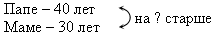 Папе – 40 лет
Маме – 30 лет
на ? старше